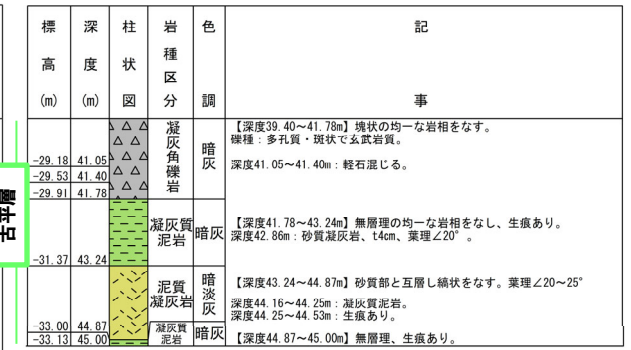 標高(m)
深度(m)
柱状図
岩種区分
色調
記事
凝灰角礫岩
暗灰
【深度39.40～41.78m】塊状の均一な岩相をなす。
礫種：多孔質・斑状で玄武岩質。
深度41.05～41.40m：軽石混じる。
-29.18 41.05
-29.53 41.40
-29.91 41.78
古平層
凝灰質泥岩
暗灰
【深度41.78～43.24m】無層理の均一な岩相をなし、生痕あり。
深度42.86m：砂質凝灰岩、t4cm、葉理∠20°。
-31.37 43.24
泥質凝灰岩
暗淡灰
【深度43.24～44.87m】砂質部と互層し縞状をなす。葉理∠20～25°
深度44.16～44.25m：凝灰質泥岩。
深度44.25～44.53m：生痕あり。
-33.00 44.87
-33.13 45.00
凝灰質泥岩
暗灰
【深度44.87～45.00m】無層理、生痕あり。